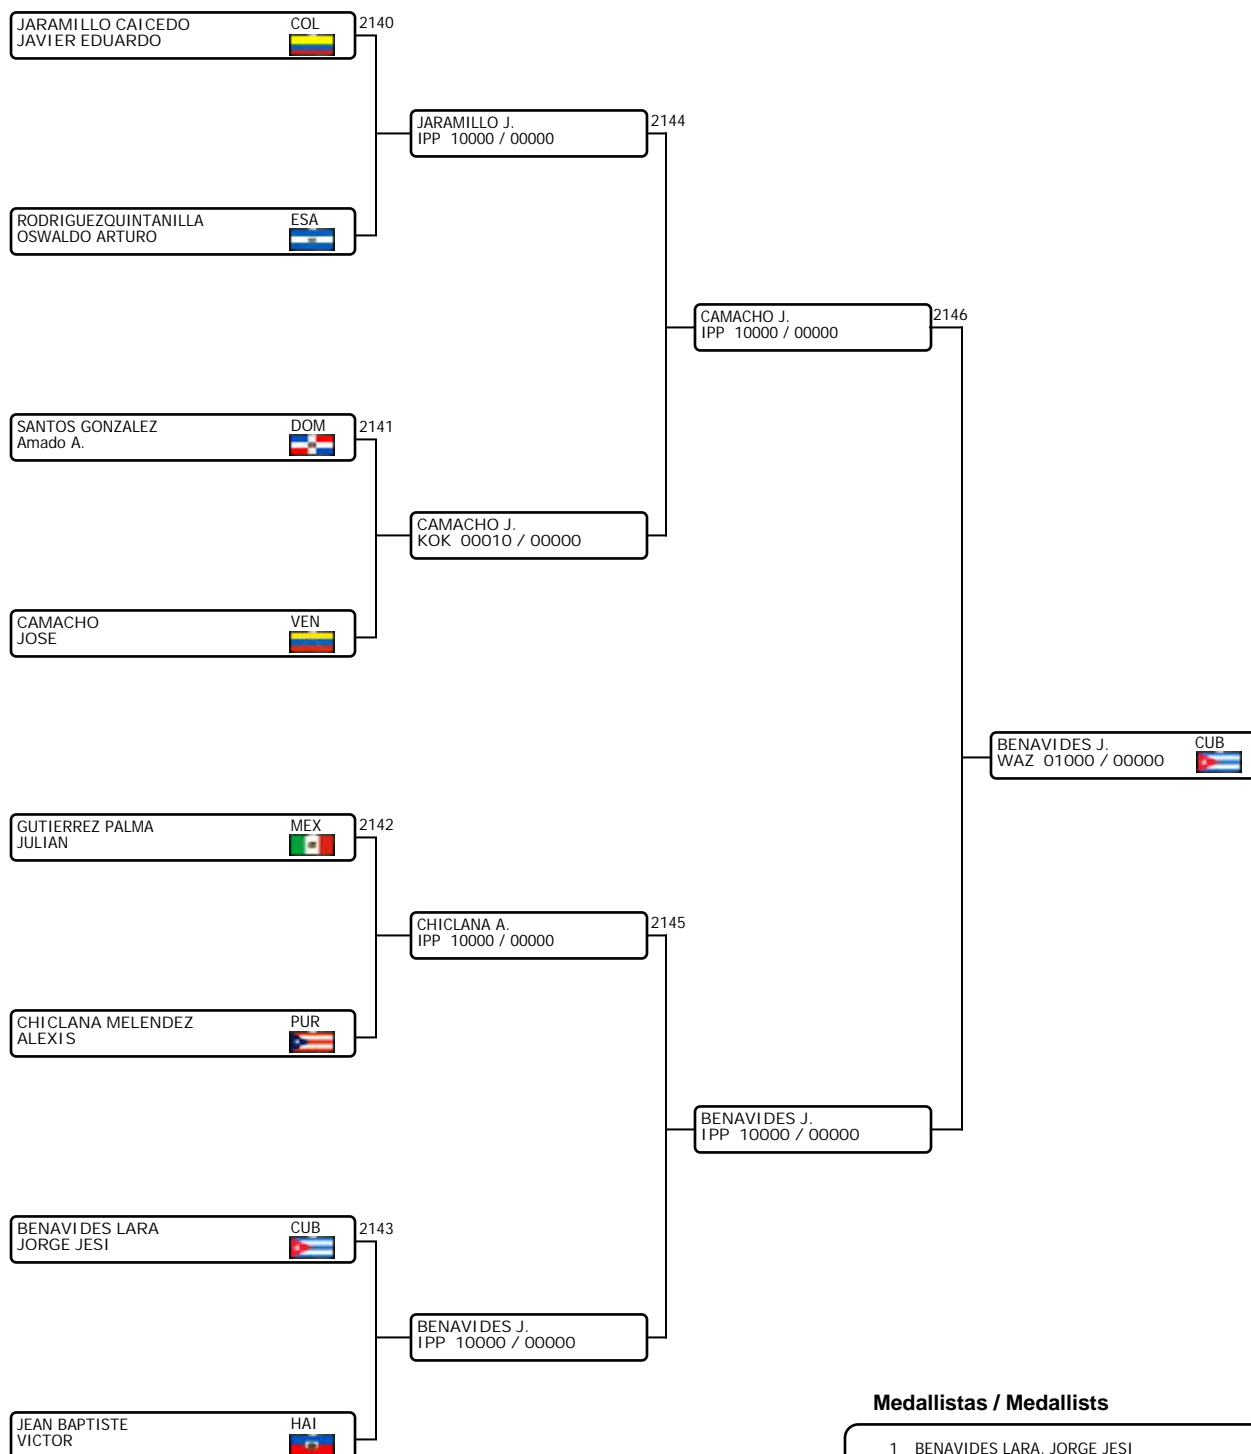 JARAMILLO CAICEDO COL 2140
JAVIER EDUARDO
JARAMILLO J. 2144
IPP 10000 / 00000
RODRIGUEZQUINTANILLA ESA
OSWALDO ARTURO
CAMACHO J. 2146
IPP 10000 / 00000
SANTOS GONZALEZ DOM 2141
Amado A.
CAMACHO J.
KOK 00010 / 00000
CAMACHO VEN
JOSE
BENAVIDES J. CUB
WAZ 01000 / 00000
GUTIERREZ PALMA MEX 2142
JULIAN
CHICLANA A. 2145
IPP 10000 / 00000
CHICLANA MELENDEZ PUR
ALEXIS
BENAVIDES J.
IPP 10000 / 00000
BENAVIDES LARA CUB 2143
JORGE JESI
BENAVIDES J.
IPP 10000 / 00000
Medallistas / Medallists
JEAN BAPTISTE HAI
VICTOR
1 BENAVIDES LARA, JORGE JESI